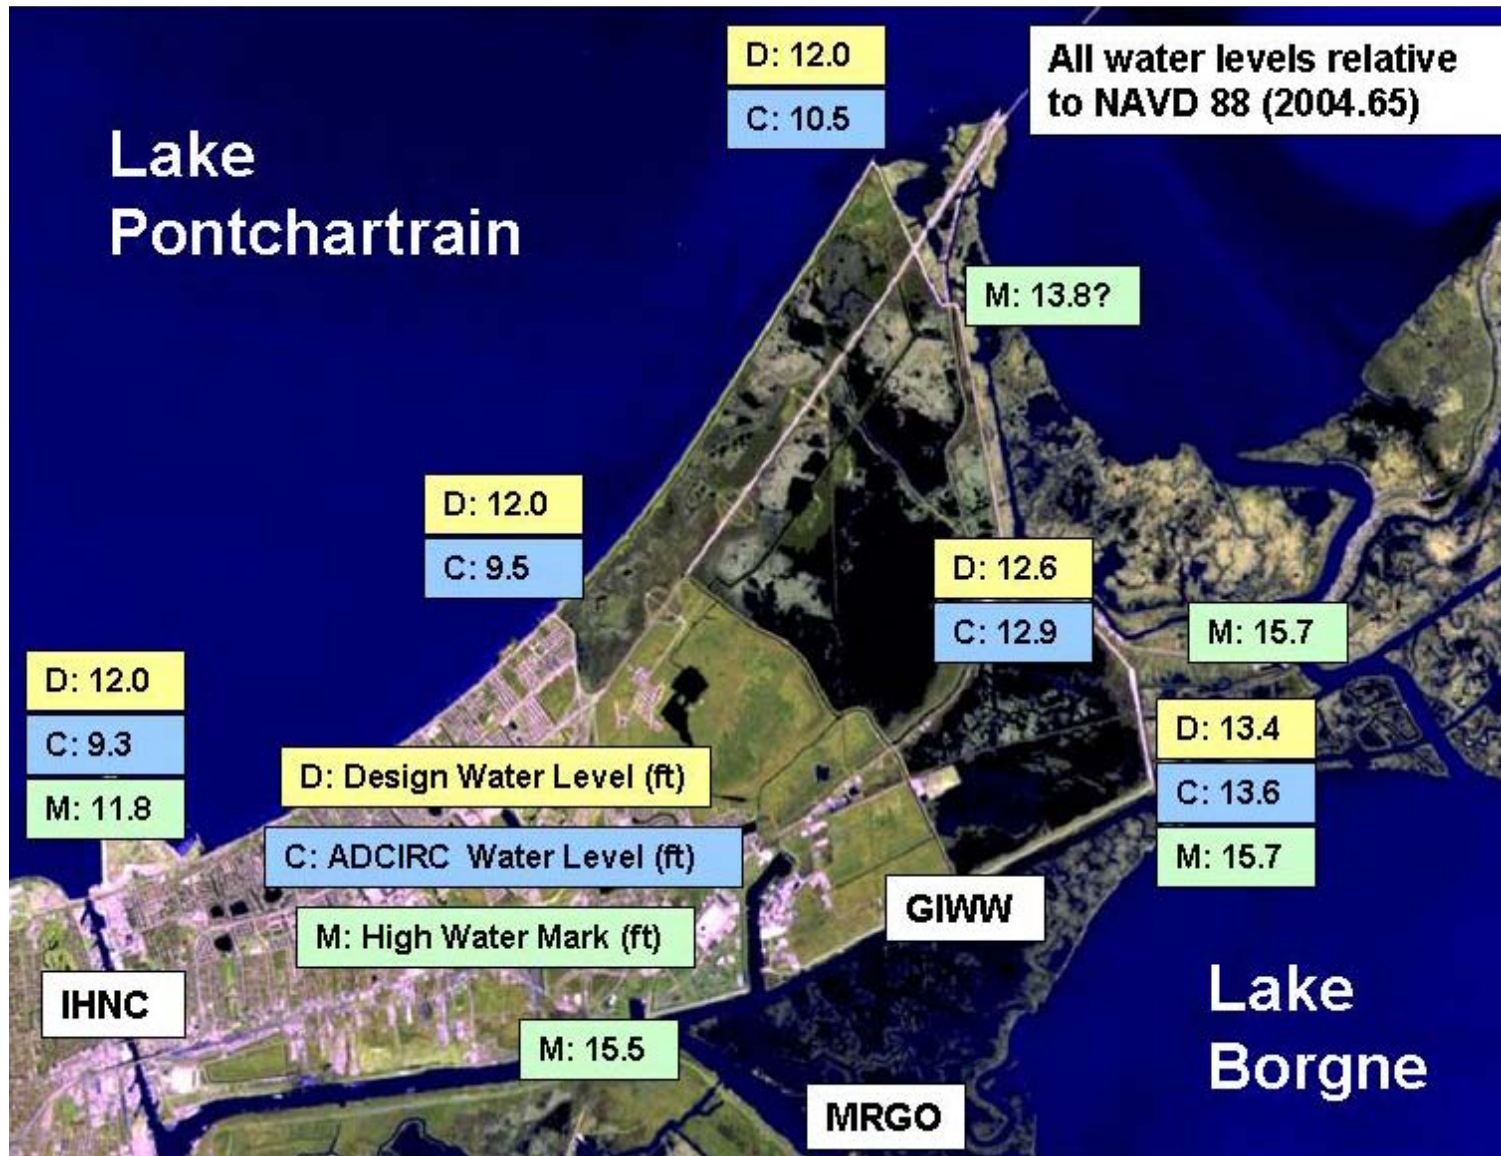 D: 12.0
C: 10.5
All water levels relative
to NAVD 88 (2004.65)
Lake
Pontchartrain
M: 13.8?
D: 12.0
C: 9.5
D: 12.6
C: 12.9
M: 15.7
D: 12.0
C: 9.3
M: 11.8
D: 13.4
C: 13.6
M: 15.7
D: Design Water Level (ft)
C: ADCIRC Water Level (ft)
M: High Water Mark (ft)
GIWW
IHNC
M: 15.5
MRGO
Lake
Borgne